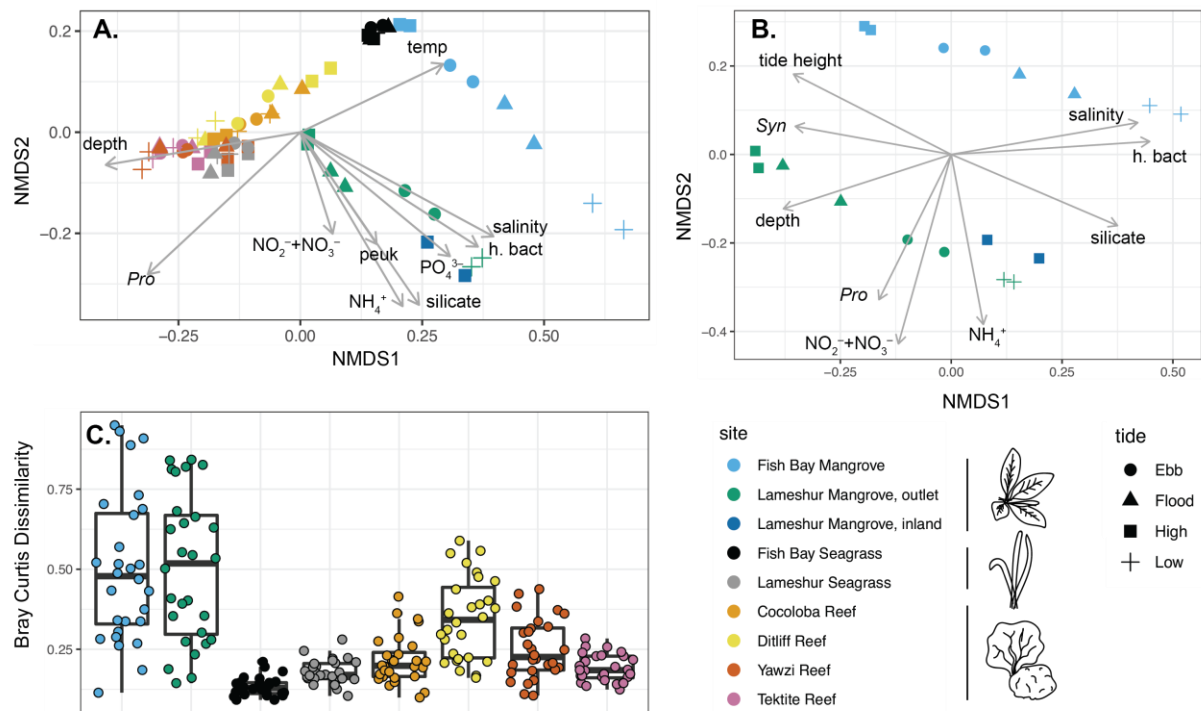 A.
0.2
0.0
−0.2
NMDS2
temp
depth
Pro
NO₂⁻+NO₃⁻
peuk
PO₄³⁻
salinity
h. bact
NH₄⁺
silicate
−0.25
0.00
0.25
0.50
NMDS1
B.
0.2
0.0
−0.2
−0.4
NMDS2
tide height
Syn
salinity
h. bact
depth
silicate
Pro
NO₂⁻+NO₃⁻
NH₄⁺
−0.25
0.00
0.25
0.50
NMDS1
C.
Bray Curtis Dissimilarity
0.75
0.50
0.25
site
Fish Bay Mangrove
Lameshur Mangrove, outlet
Lameshur Mangrove, inland
Fish Bay Seagrass
Lameshur Seagrass
Cocoloba Reef
Ditliff Reef
Yawzi Reef
Tektite Reef
tide
Ebb
Flood
High
Low